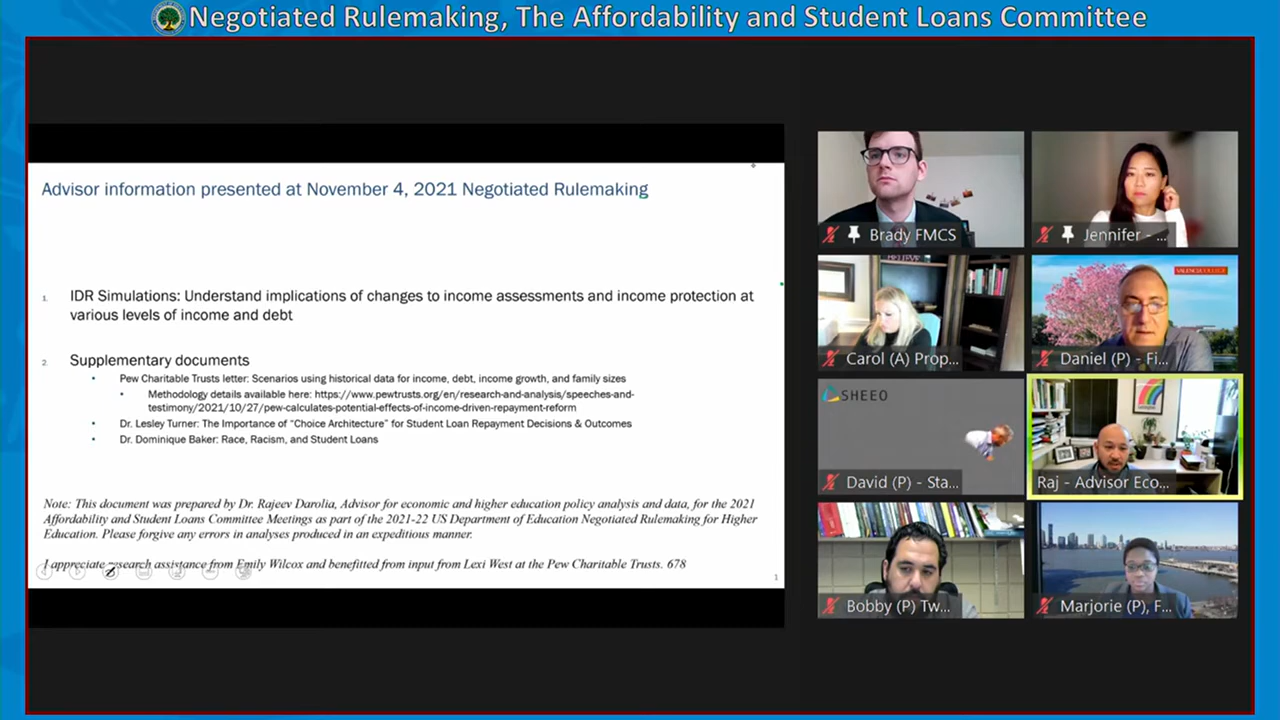 Negotiated Rulemaking, The Affordability and Student Loans Committee
Advisor information presented at November 4, 2021 Negotiated Rulemaking
1. IDR Simulations: Understand implications of changes to income assessments and income protection at
various levels of income and debt
2. Supplementary documents
• Pew Charitable Trusts letter: Scenarios using historical data for income, debt, income growth, and family sizes
• Methodology details available here: https://www.pewtrusts.org/en/research-and-analysis/speeches-and-
testimony/2021/10/27/pew-calculates-potential-effects-of-income-driven-repayment-reform
• Dr. Lesley Turner: The Importance of "Choice Architecture" for Student Loan Repayment Decisions & Outcomes
• Dr. Dominique Baker: Race, Racism, and Student Loans
Note: This document was prepared by Dr. Rajeev Darolia, Advisor for economic and higher education policy analysis and data, for the 2021
Affordability and Student Loans Committee Meetings as part of the 2021-22 US Department of Education Negotiated Rulemaking for Higher
Education. Please forgive any errors in analyses produced in an expeditious manner.
I appreciate research assistance from Emily Wilcox and benefitted from input from Lexi West at the Pew Charitable Trusts. 678
1
Brady FMCS
Jennifer - ...
BELIEVE
Carol (A) Prop...
VALENCIA COLLEGE
Daniel (P) - Fi...
SHEEO
David (P) - Sta...
Raj - Advisor Eco...
Bobby (P) Tw...
Marjorie (P), F...